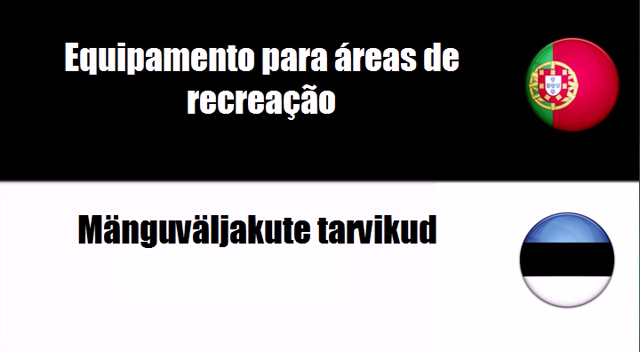 Equipamento para áreas de
recreação
Mänguväljakute tarvikud